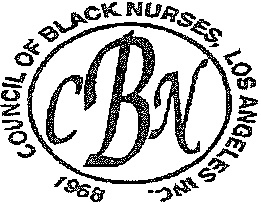 COUNCIL OF BLACK NURSES, LOS ANGELES INC.
CBN
1968